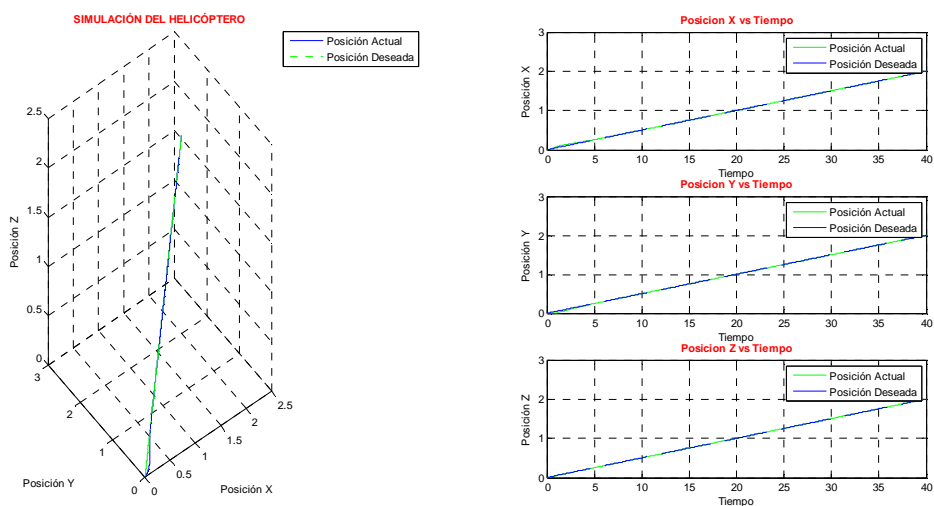 SIMULACIÓN DEL HELICÓPTERO
Posición Actual
Posición Deseada
2.5
2
1.5
1
0.5
0
Posición Z
3
2
1
0
Posición Y
0
0.5
1
1.5
2
2.5
Posición X
Posicion X vs Tiempo
Posición Actual
Posición Deseada
3
2
1
0
Posición X
0 5 10 15 20 25 30 35 40
Tiempo
Posicion Y vs Tiempo
Posición Actual
Posición Deseada
3
2
1
0
Posición Y
0 5 10 15 20 25 30 35 40
Tiempo
Posicion Z vs Tiempo
Posición Actual
Posición Deseada
3
2
1
0
Posición Z
0 5 10 15 20 25 30 35 40
Tiempo